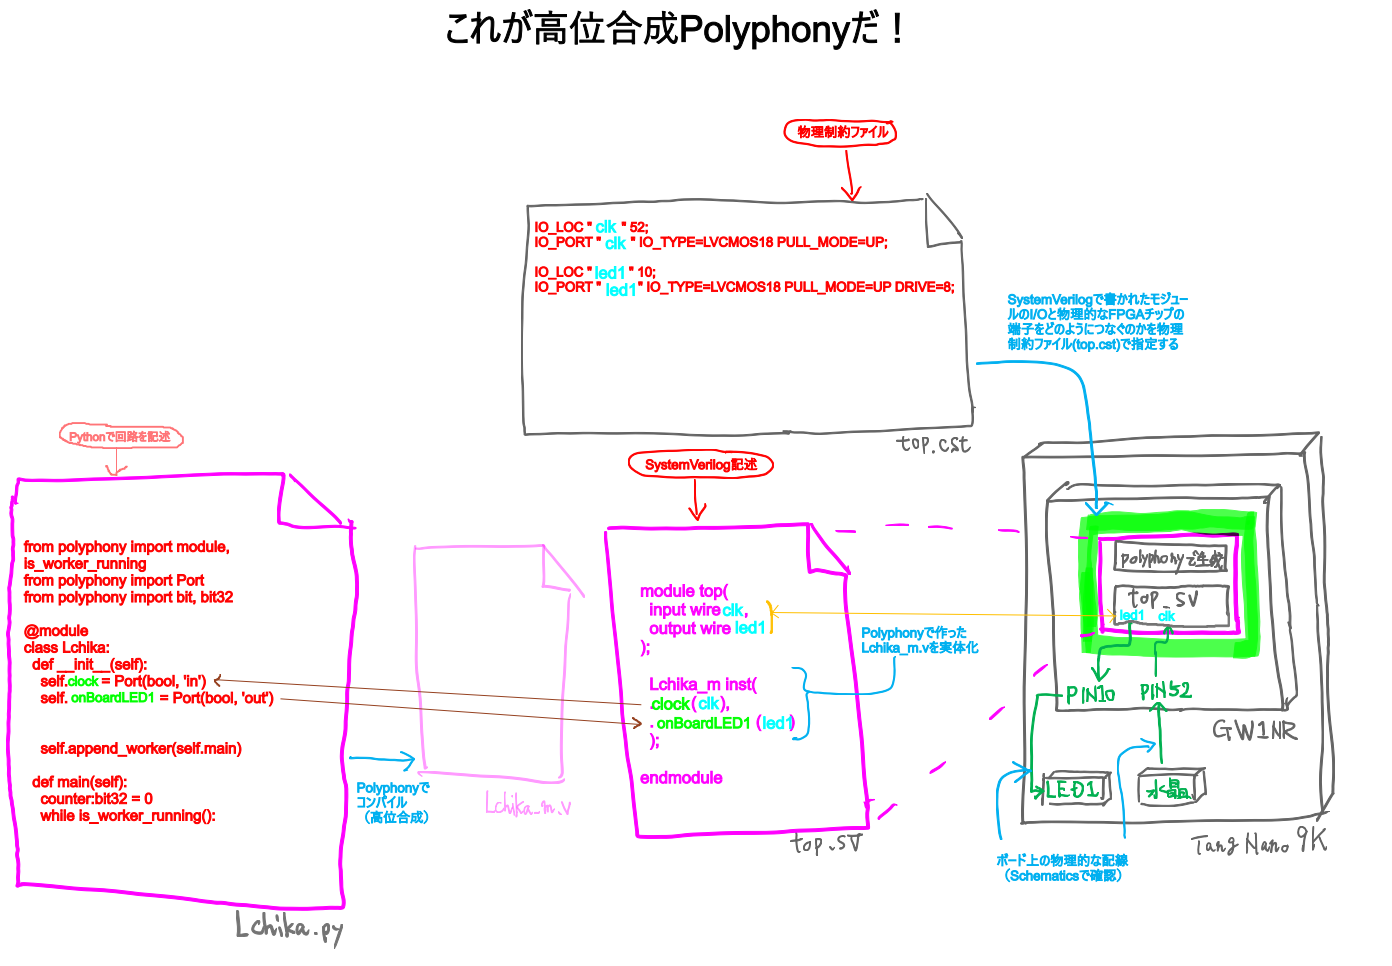 これが高位合成Polyphonyだ！
物理制約ファイル
IO_LOC " clk " 52;
IO_PORT " clk " IO_TYPE=LVCMOS18 PULL_MODE=UP;
IO_LOC " led1 " 10;
IO_PORT " led1 " IO_TYPE=LVCMOS18 PULL_MODE=UP DRIVE=8;
top.cst
SystemVerilogで書かれたモジュー
ルのI/Oと物理的なFPGAチップの
端子をどのようにつなぐのかを物理
制約ファイル(top.cst)で指定する
Pythonで回路を記述
from polyphony import module,
is_worker_running
from polyphony import Port
from polyphony import bit, bit32
@module
class Lchika:
def __init__(self):
self.clock = Port(bool, 'in')
self. onBoardLED1 = Port(bool, 'out')
self.append_worker(self.main)
def main(self):
counter:bit32 = 0
while is_worker_running():
Lchika.py
Polyphonyで
コンパイル
（高位合成）
Lchika_m.v
SystemVerilog記述
module top(
input wire clk,
output wire led1
);
Lchika_m inst(
.clock ( clk ),
. onBoardLED1 ( led1 )
);
endmodule
top.sv
Polyphonyで作った
Lchika_m.vを実体化
polyphonyで生成
top_sv
led1 clk
PIN10 PIN52
GW1NR
LED1 水晶
Tang Nano 9K
ボード上の物理的な配線
（Schematicsで確認）